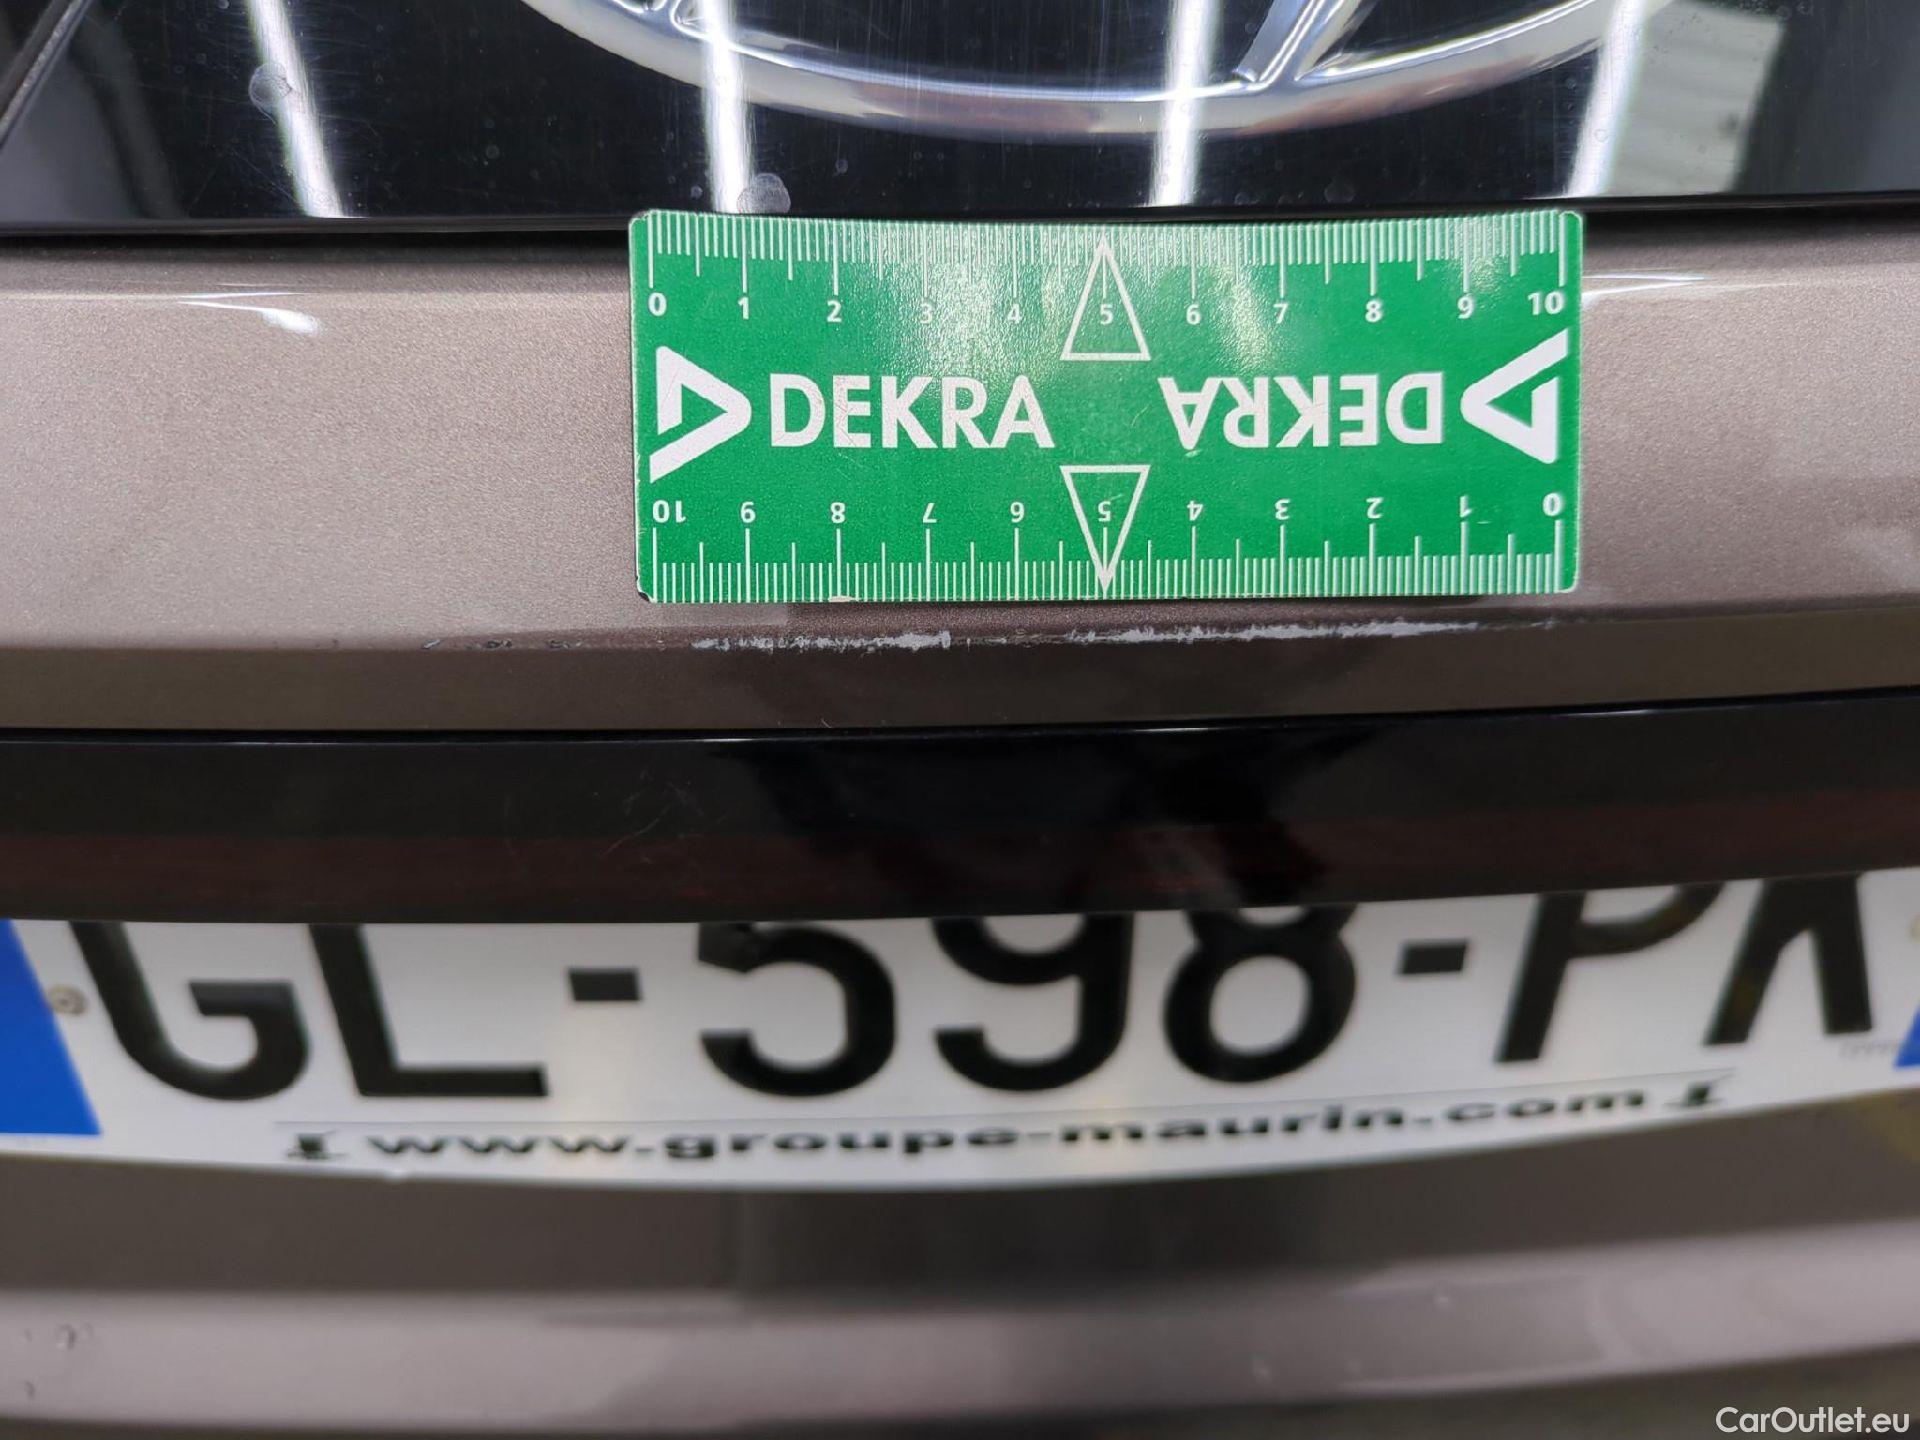 0 1 2 3 4 5 6 7 8 9 10
DEKRA DEKRA
10 9 8 7 6 5 4 3 2 1 0
GL-598-PX
www.groupe-maurin.com
CarOutlet.eu